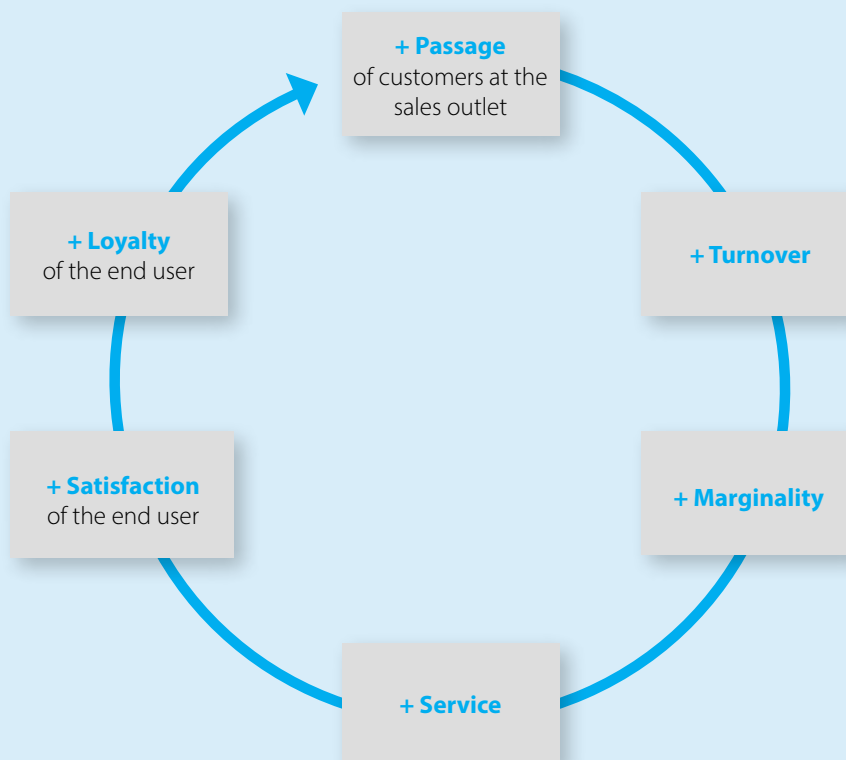 + Passage
of customers at the
sales outlet
+ Turnover
+ Marginality
+ Service
+ Satisfaction
of the end user
+ Loyalty
of the end user